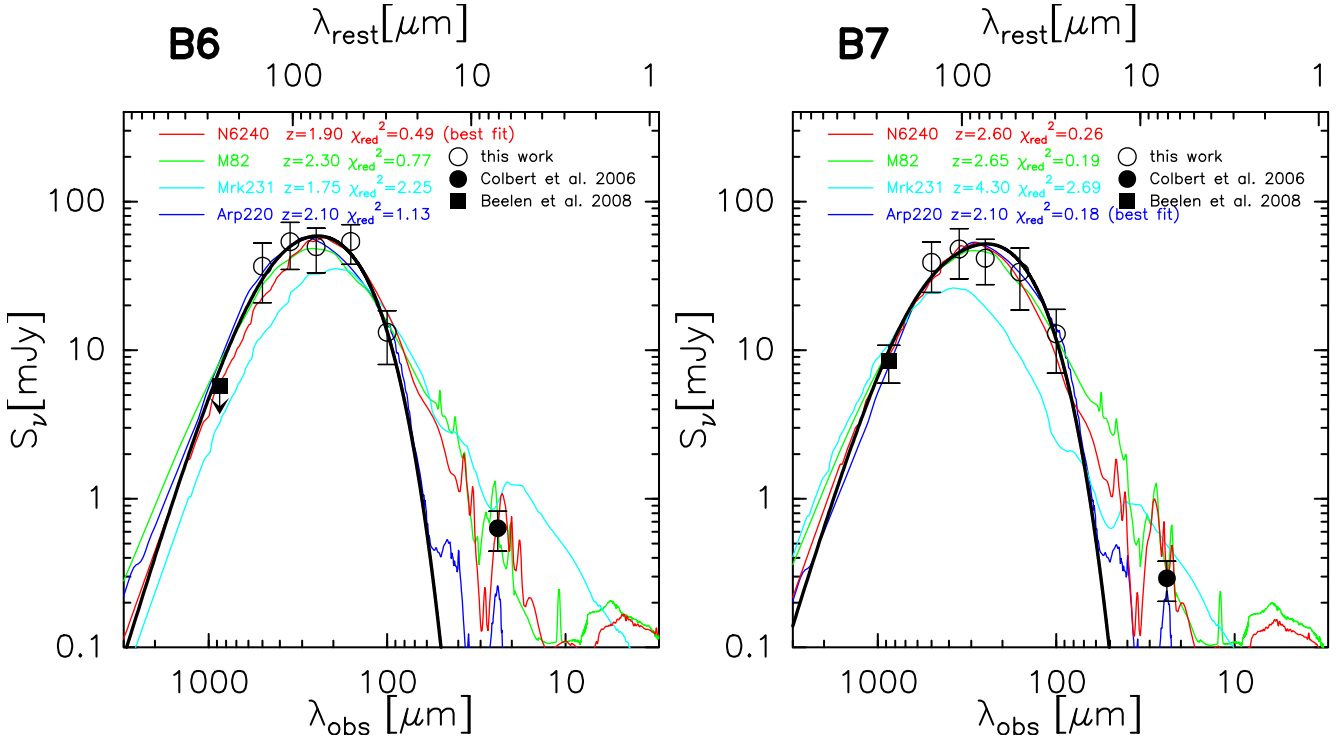 λrest[μm]
B6
100 10 1
N6240 z=1.90 χred²=0.49 (best fit)
M82 z=2.30 χred²=0.77
Mrk231 z=1.75 χred²=2.25
Arp220 z=2.10 χred²=1.13
this work
Colbert et al. 2006
Beelen et al. 2008
100
10
1
0.1
Sν[mJy]
1000 100 10
λobs [μm]
λrest[μm]
B7
100 10 1
N6240 z=2.60 χred²=0.26
M82 z=2.65 χred²=0.19
Mrk231 z=4.30 χred²=2.69
Arp220 z=2.10 χred²=0.18 (best fit)
this work
Colbert et al. 2006
Beelen et al. 2008
100
10
1
0.1
Sν[mJy]
1000 100 10
λobs [μm]